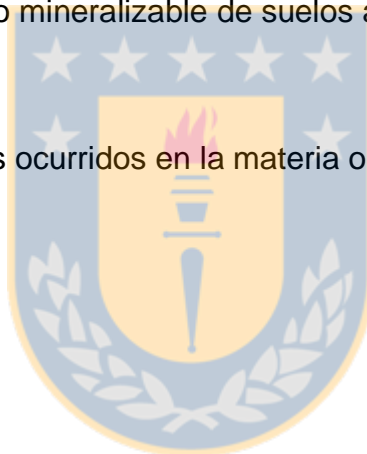 o mineralizable de suelos a
s ocurridos en la materia o